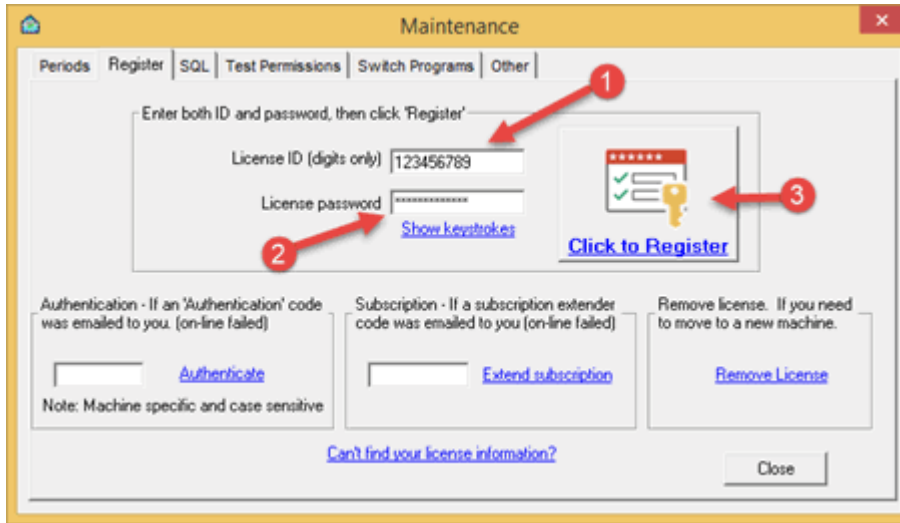 Maintenance
×
Periods Register SQL Test Permissions Switch Programs Other
1
Enter both ID and password, then click 'Register'
License ID (digits only) 123456789
License password *************
2
3
Show keystrokes
Click to Register
Authentication - If an 'Authentication' code
was emailed to you. (on-line failed)
Authenticate
Note: Machine specific and case sensitive
Subscription - If a subscription extender
code was emailed to you (on-line failed)
Extend subscription
Remove license. If you need
to move to a new machine.
Remove License
Can't find your license information?
Close